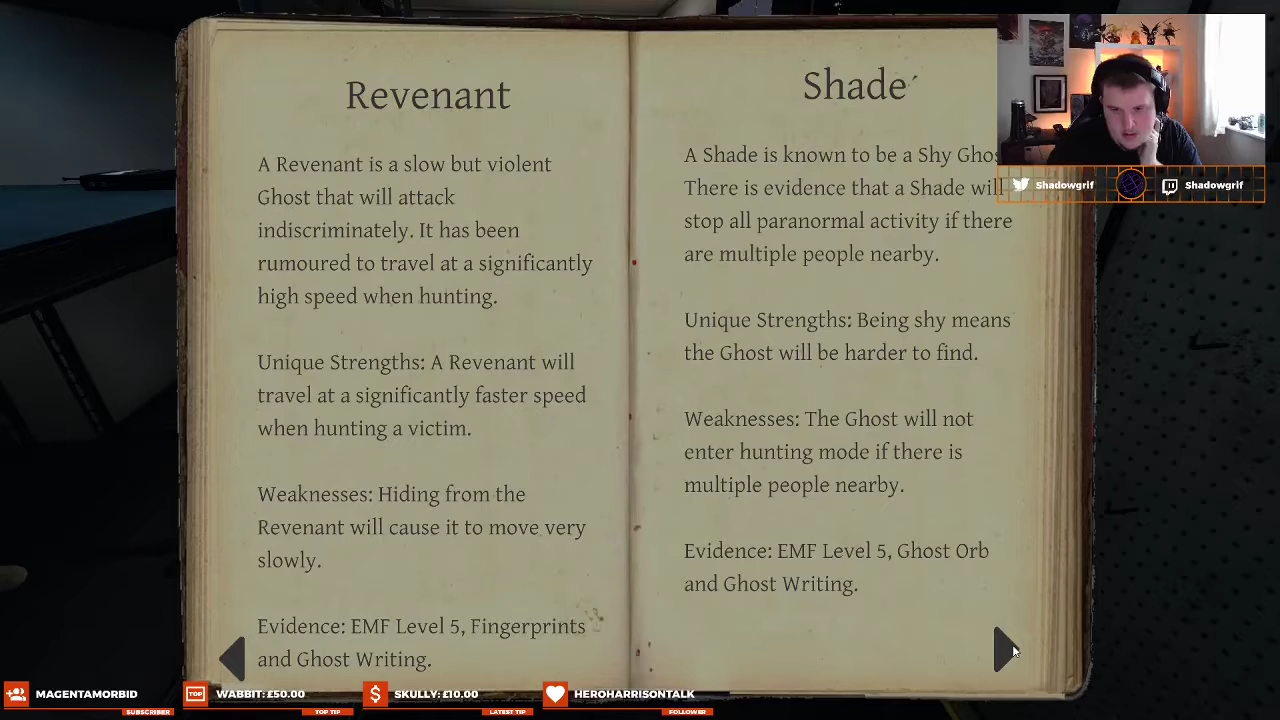 Revenant
A Revenant is a slow but violent
Ghost that will attack
indiscriminately. It has been
rumoured to travel at a significantly
high speed when hunting.
Unique Strengths: A Revenant will
travel at a significantly faster speed
when hunting a victim.
Weaknesses: Hiding from the
Revenant will cause it to move very
slowly.
Evidence: EMF Level 5, Fingerprints
and Ghost Writing.
Shade
A Shade is known to be a Shy Ghos
There is evidence that a Shade will
stop all paranormal activity if there
are multiple people nearby.
Unique Strengths: Being shy means
the Ghost will be harder to find.
Weaknesses: The Ghost will not
enter hunting mode if there is
multiple people nearby.
Evidence: EMF Level 5, Ghost Orb
and Ghost Writing.
Shadowgrif
Shadowgrif
MAGENTAMORBID
SUBSCRIBER
TOP
WABBIT: £50.00
TOP TIP
$
SKULLY: £10.00
LATEST TIP
HEROHARRISONTALK
FOLLOWER